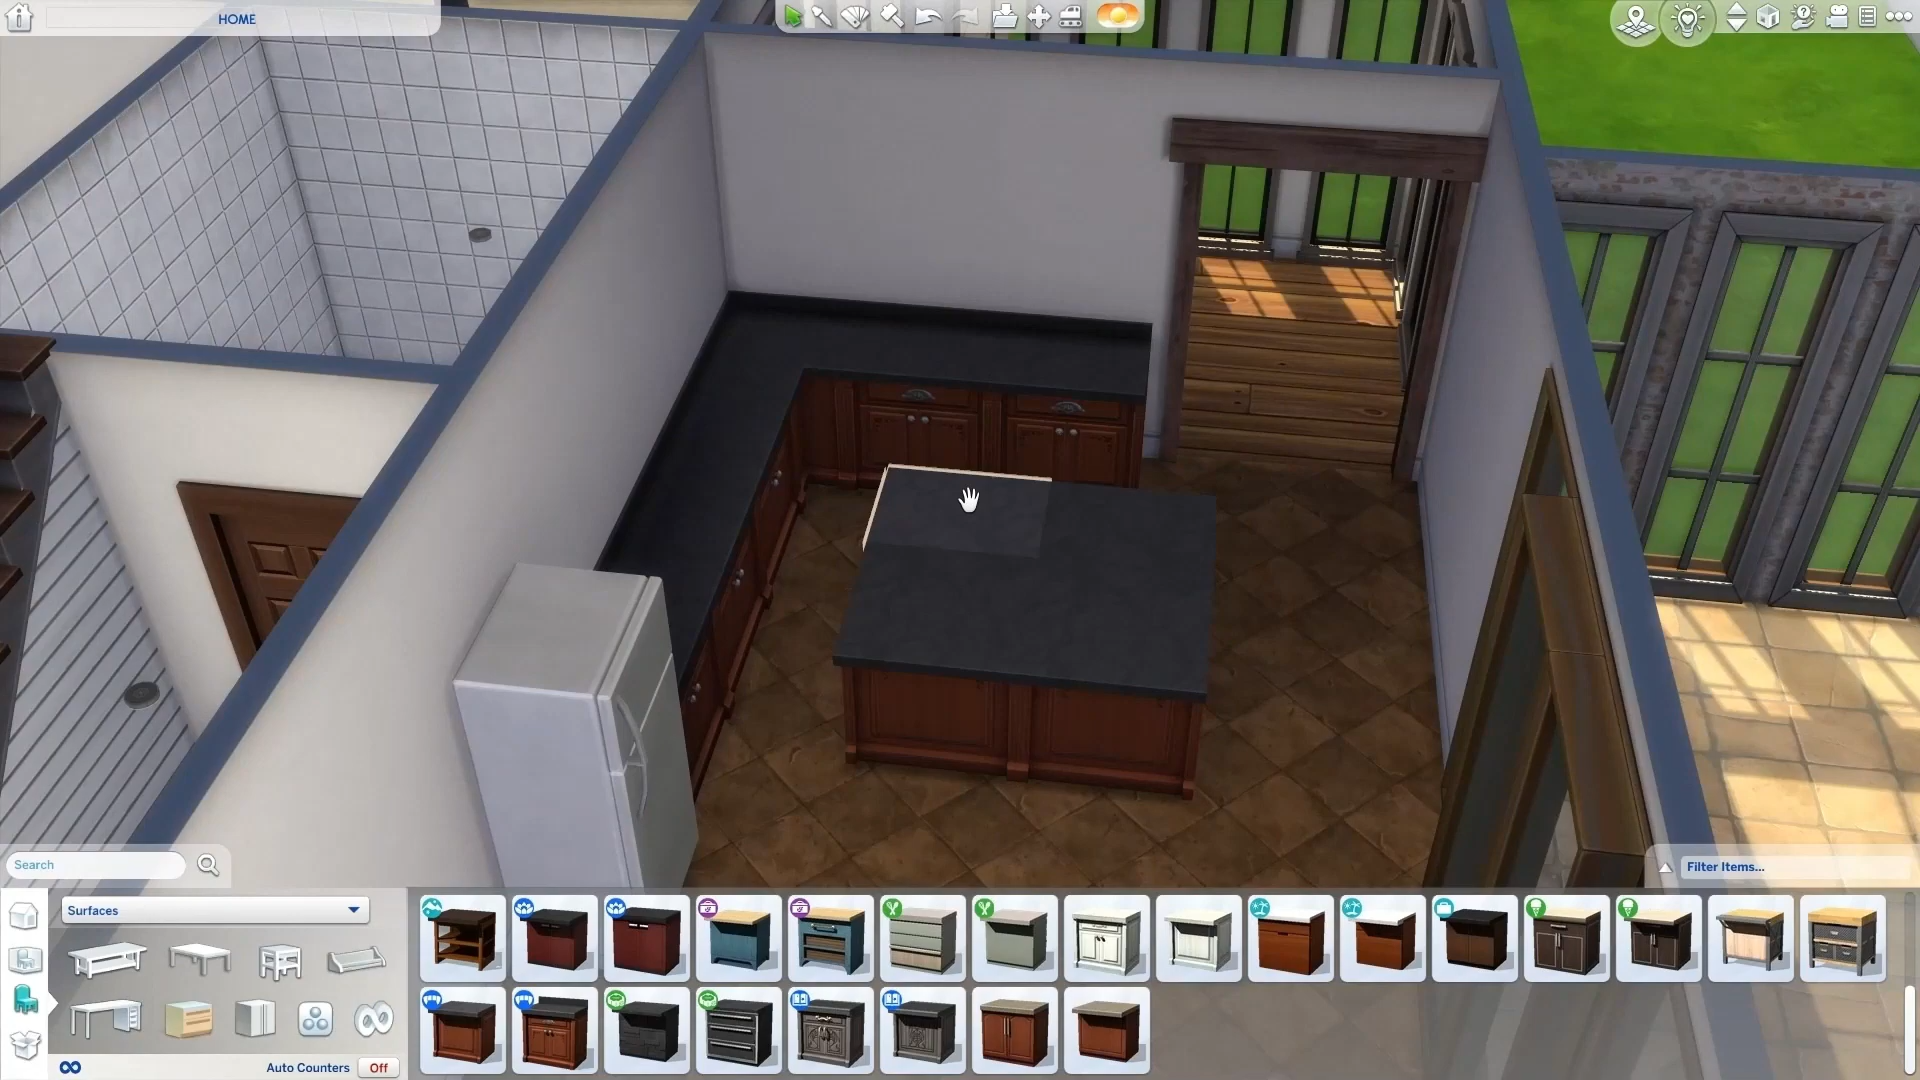 HOME
Search
Filter Items...
Surfaces
Auto Counters
Off